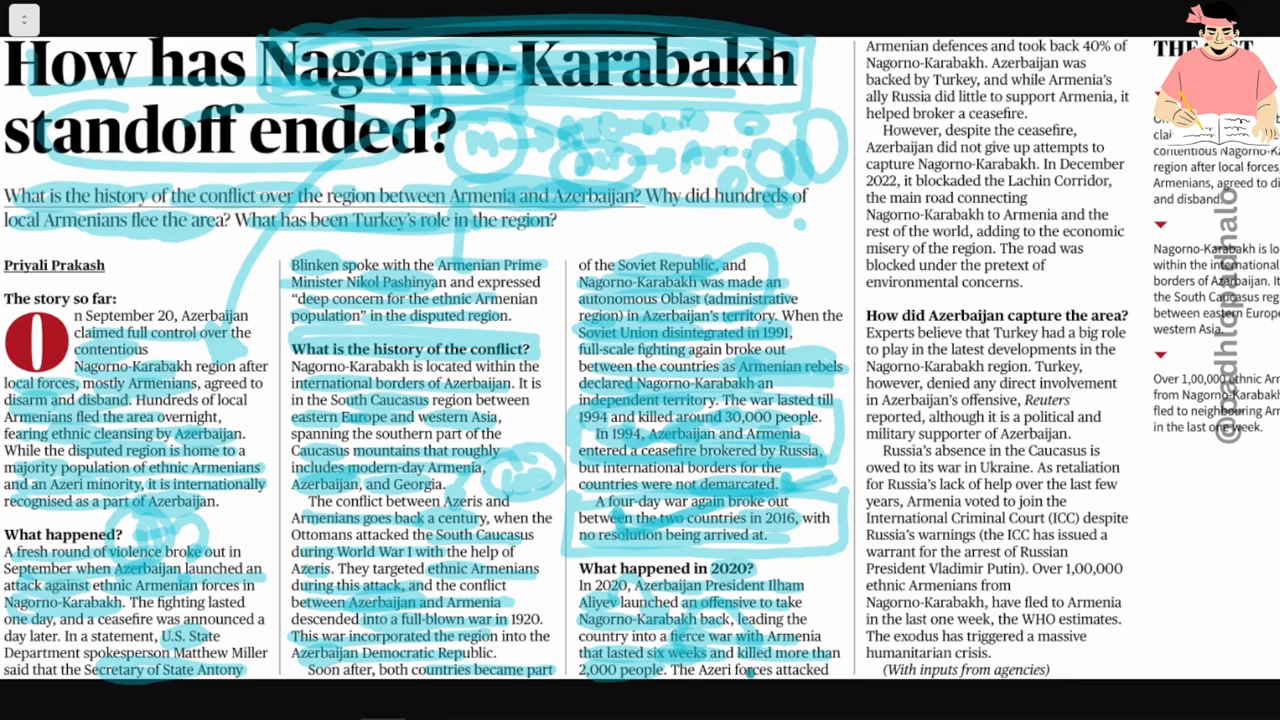 How has Nagorno-Karabakh
standoff ended?
What is the history of the conflict over the region between Armenia and Azerbaijan? Why did hundreds of
local Armenians flee the area? What has been Turkey's role in the region?
Priyali Prakash
The story so far:
On September 20, Azerbaijan
claimed full control over the
contentious
Nagorno-Karabakh region after
local forces, mostly Armenians, agreed to
disarm and disband. Hundreds of local
Armenians fled the area overnight,
fearing ethnic cleansing by Azerbaijan.
While the disputed region is home to a
majority population of ethnic Armenians
and an Azeri minority, it is internationally
recognised as a part of Azerbaijan.
What happened?
A fresh round of violence broke out in
September when Azerbaijan launched an
attack against ethnic Armenian forces in
Nagorno-Karabakh. The fighting lasted
one day, and a ceasefire was announced a
day later. In a statement, U.S. State
Department spokesperson Matthew Miller
said that the Secretary of State Antony
Blinken spoke with the Armenian Prime
Minister Nikol Pashinyan and expressed
“deep concern for the ethnic Armenian
population” in the disputed region.
What is the history of the conflict?
Nagorno-Karabakh is located within the
international borders of Azerbaijan. It is
in the South Caucasus region between
eastern Europe and western Asia,
spanning the southern part of the
Caucasus mountains that roughly
includes modern-day Armenia,
Azerbaijan, and Georgia.
The conflict between Azeris and
Armenians goes back a century, when the
Ottomans attacked the South Caucasus
during World War I with the help of
Azeris. They targeted ethnic Armenians
during this attack, and the conflict
between Azerbaijan and Armenia
descended into a full-blown war in 1920.
This war incorporated the region into the
Azerbaijan Democratic Republic.
Soon after, both countries became part
of the Soviet Republic, and
Nagorno-Karabakh was made an
autonomous Oblast (administrative
region) in Azerbaijan's territory. When the
Soviet Union disintegrated in 1991,
full-scale fighting again broke out
between the countries as Armenian rebels
declared Nagorno-Karabakh an
independent territory. The war lasted till
1994 and killed around 30,000 people.
In 1994, Azerbaijan and Armenia
entered a ceasefire brokered by Russia,
but international borders for the
countries were not demarcated.
A four-day war again broke out
between the two countries in 2016, with
no resolution being arrived at.
What happened in 2020?
In 2020, Azerbaijan President Ilham
Aliyev launched an offensive to take
Nagorno-Karabakh back, leading the
country into a fierce war with Armenia
that lasted six weeks and killed more than
2,000 people. The Azeri forces attacked
Armenian defences and took back 40% of
Nagorno-Karabakh. Azerbaijan was
backed by Turkey, and while Armenia's
ally Russia did little to support Armenia, it
helped broker a ceasefire.
However, despite the ceasefire,
Azerbaijan did not give up attempts to
capture Nagorno-Karabakh. In December
2022, it blockaded the Lachin Corridor,
the main road connecting
Nagorno-Karabakh to Armenia and the
rest of the world, adding to the economic
misery of the region. The road was
blocked under the pretext of
environmental concerns.
How did Azerbaijan capture the area?
Experts believe that Turkey had a big role
to play in the latest developments in the
Nagorno-Karabakh region. Turkey,
however, denied any direct involvement
in Azerbaijan's offensive, Reuters
reported, although it is a political and
military supporter of Azerbaijan.
Russia's absence in the Caucasus is
owed to its war in Ukraine. As retaliation
for Russia's lack of help over the last few
years, Armenia voted to join the
International Criminal Court (ICC) despite
Russia's warnings (the ICC has issued a
warrant for the arrest of Russian
President Vladimir Putin). Over 1,00,000
ethnic Armenians from
Nagorno-Karabakh, have fled to Armenia
in the last one week, the WHO estimates.
The exodus has triggered a massive
humanitarian crisis.
(With inputs from agencies)
THE
contentious Nagorno-Ka
region after local forces,
Armenians, agreed to di
and disband.
Nagorno-Karabakh is lo
within the international
borders of Azerbaijan. It
the South Caucasus reg
between eastern Europe
western Asia.
Over 1,00,000 ethnic Arm
from Nagorno-Karabakh
fled to neighbouring Arm
in the last one week.
@padhlopadhalo